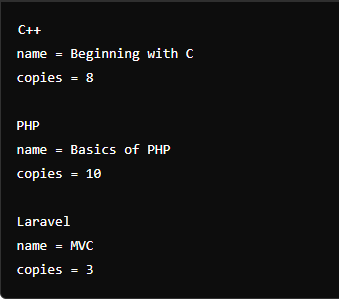 C++
name = Beginning with C
copies = 8
PHP
name = Basics of PHP
copies = 10
Laravel
name = MVC
copies = 3